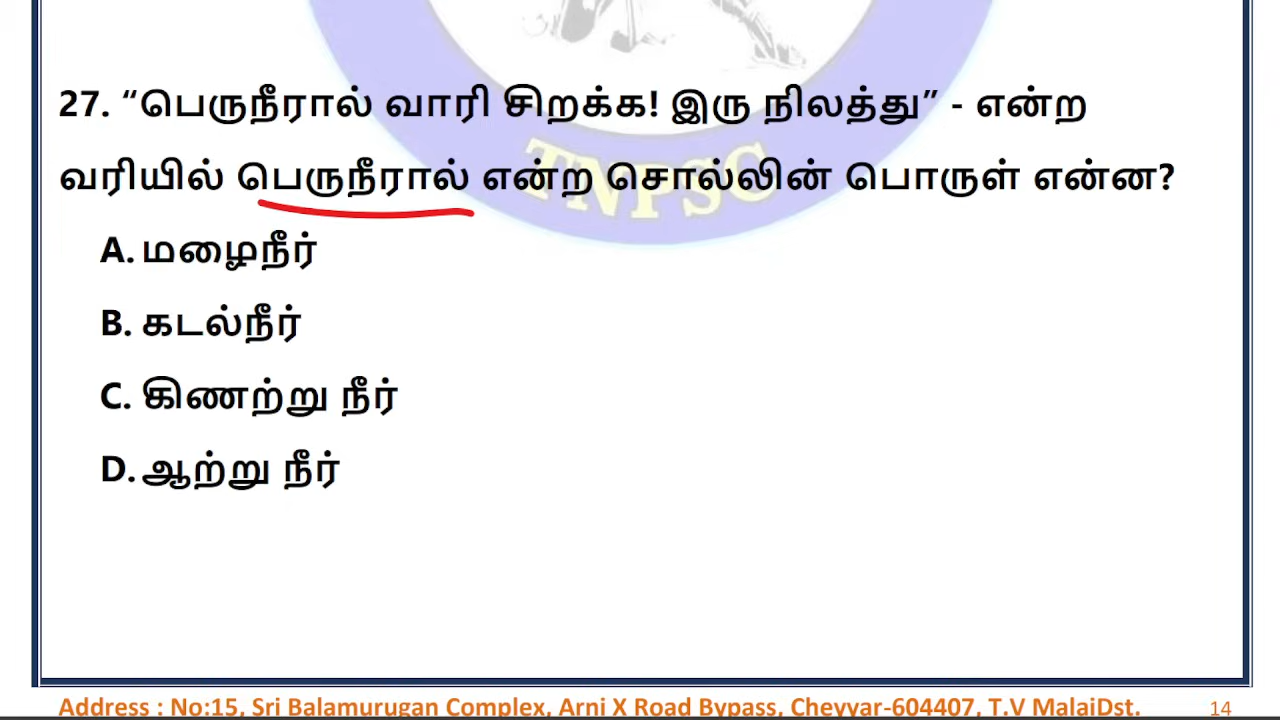 TNPSC
27. “பெருநீரால் வாரி சிறக்க! இரு நிலத்து” - என்ற
வரியில் பெருநீரால் என்ற சொல்லின் பொருள் என்ன?
A. மழைநீர்
B. கடல்நீர்
C. கிணற்று நீர்
D. ஆற்று நீர்
Address : No:15, Sri Balamurugan Complex, Arni X Road Bypass, Cheyyar-604407, T.V MalaiDst. 14